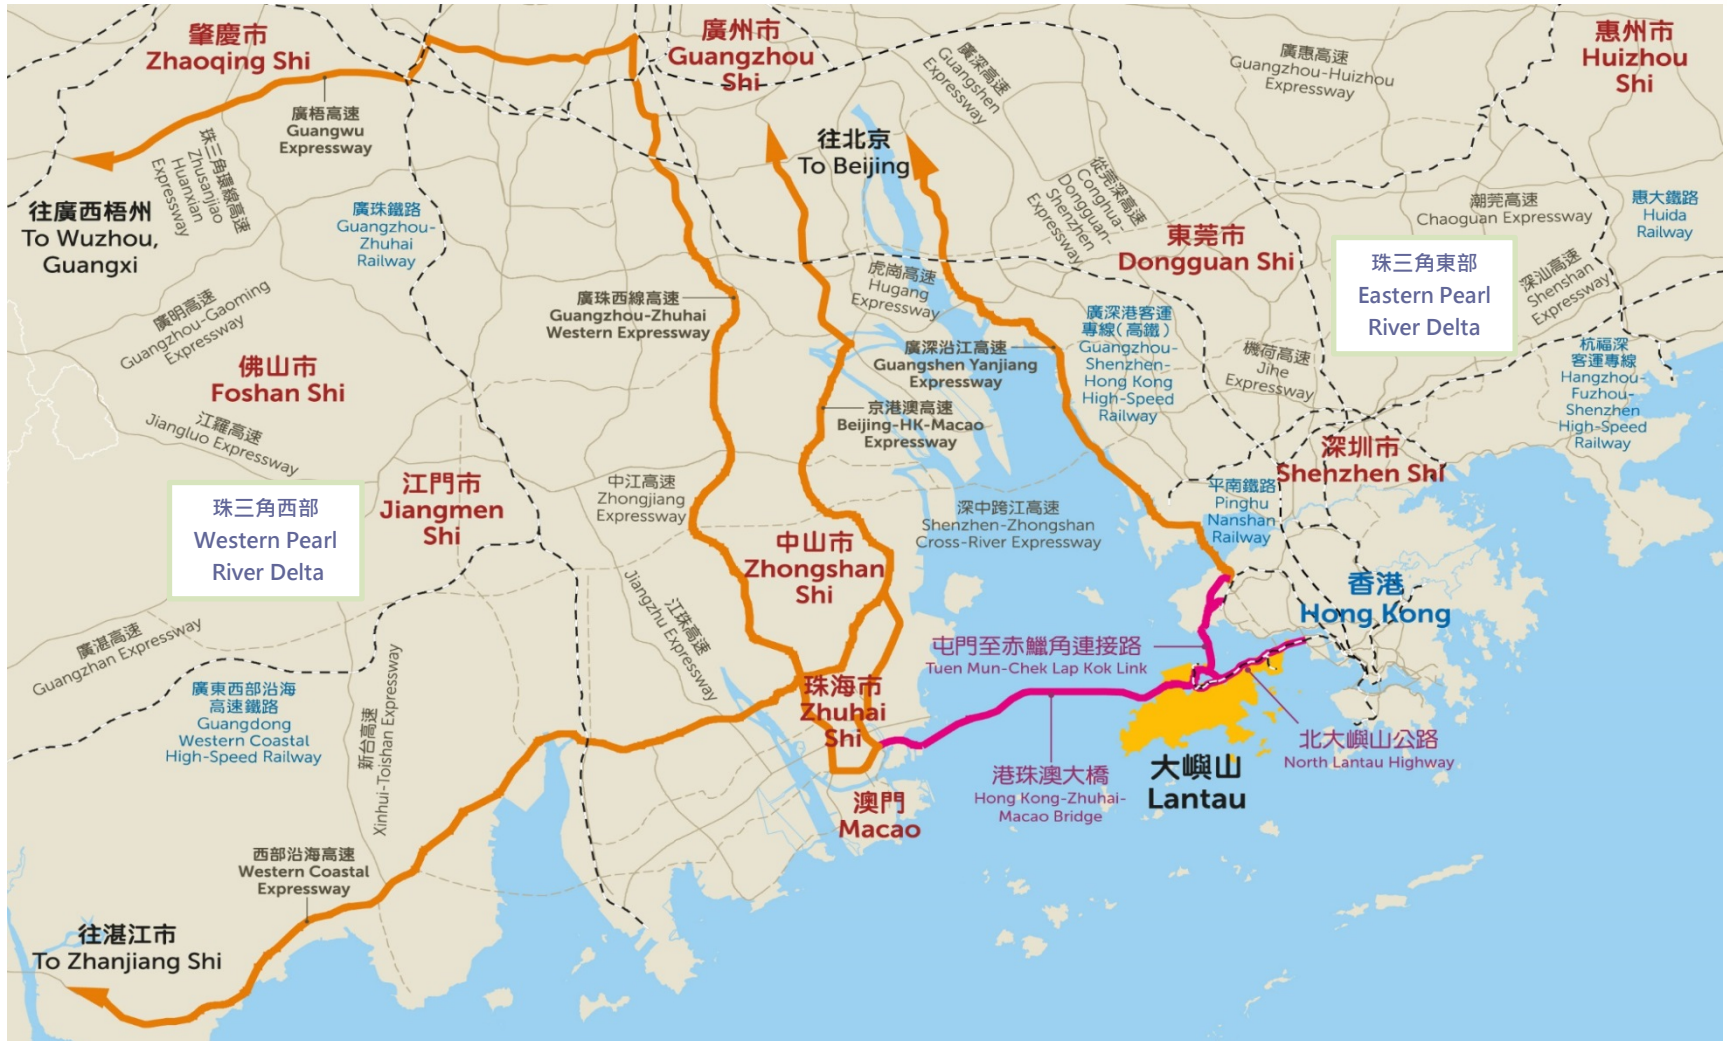 肇慶市
Zhaoqing Shi
廣州市
Guangzhou
Shi
惠州市
Huizhou
Shi
廣深高速
Guangshen
Expressway
廣惠高速
Guangzhou-Huizhou
Expressway
廣梧高速
Guangwu
Expressway
珠三角環線高速
Zhusanjiao
Huanxian
Expressway
往北京
To Beijing
從莞深高速
Conghua-
Dongguan-
Shenzhen
Expressway
潮莞高速
Chaoguan Expressway
惠大鐵路
Huida
Railway
往廣西梧州
To Wuzhou,
Guangxi
廣珠鐵路
Guangzhou-
Zhuhai
Railway
東莞市
Dongguan Shi
珠三角東部
Eastern Pearl
River Delta
深汕高速
Shenshan
Expressway
虎崗高速
Hugang
Expressway
廣明高速
Guangzhou-Gaoming
Expressway
廣珠西線高速
Guangzhou-Zhuhai
Western Expressway
廣深沿江高速
Guangshen Yanjiang
Expressway
廣深港客運
專線(高鐵)
Guangzhou-
Shenzhen-
Hong Kong
High-Speed
Railway
機荷高速
Jihe
Expressway
杭福深
客運專線
Hangzhou-
Fuzhou-
Shenzhen
High-Speed
Railway
佛山市
Foshan Shi
江羅高速
Jiangluo Expressway
京港澳高速
Beijing-HK-Macao
Expressway
深圳市
Shenzhen Shi
江門市
Jiangmen
Shi
中江高速
Zhongjiang
Expressway
平南鐵路
Pinghu
Nanshan
Railway
珠三角西部
Western Pearl
River Delta
深中跨江高速
Shenzhen-Zhongshan
Cross-River Expressway
中山市
Zhongshan
Shi
香港
Hong Kong
江珠高速
Jiangzhu Expressway
廣湛高速
Guangzhan Expressway
屯門至赤鱲角連接路
Tuen Mun-Chek Lap Kok Link
廣東西部沿海
高速鐵路
Guangdong
Western Coastal
High-Speed Railway
新台高速
Xinhui-Toishan Expressway
珠海市
Zhuhai
Shi
北大嶼山公路
North Lantau Highway
港珠澳大橋
Hong Kong-Zhuhai-
Macao Bridge
大嶼山
Lantau
澳門
Macao
西部沿海高速
Western Coastal
Expressway
往湛江市
To Zhanjiang Shi